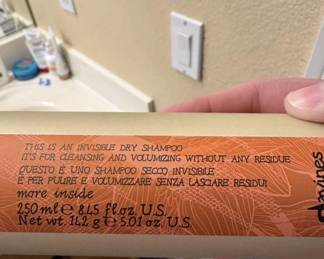 THIS IS AN INVISIBLE DRY SHAMPOO
IT'S FOR CLEANSING AND VOLUMIZING WITHOUT ANY RESIDUE
QUESTO È UNO SHAMPOO SECCO INVISIBILE
È PER PULIRE E VOLUMIZZARE SENZA LASCIARE RESIDUI
more inside
250 ml ℮ 8.45 fl.oz. U.S.
Net wt. 142 g ℮ 5.01 oz. U.S.
davines